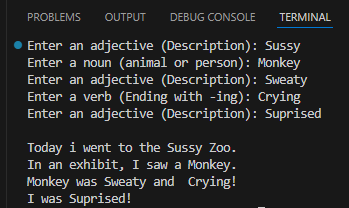 PROBLEMS OUTPUT DEBUG CONSOLE TERMINAL
Enter an adjective (Description): Sussy
Enter a noun (animal or person): Monkey
Enter an adjective (Description): Sweaty
Enter a verb (Ending with -ing): Crying
Enter an adjective (Description): Suprised
Today i went to the Sussy Zoo.
In an exhibit, I saw a Monkey.
Monkey was Sweaty and  Crying!
I was Suprised!